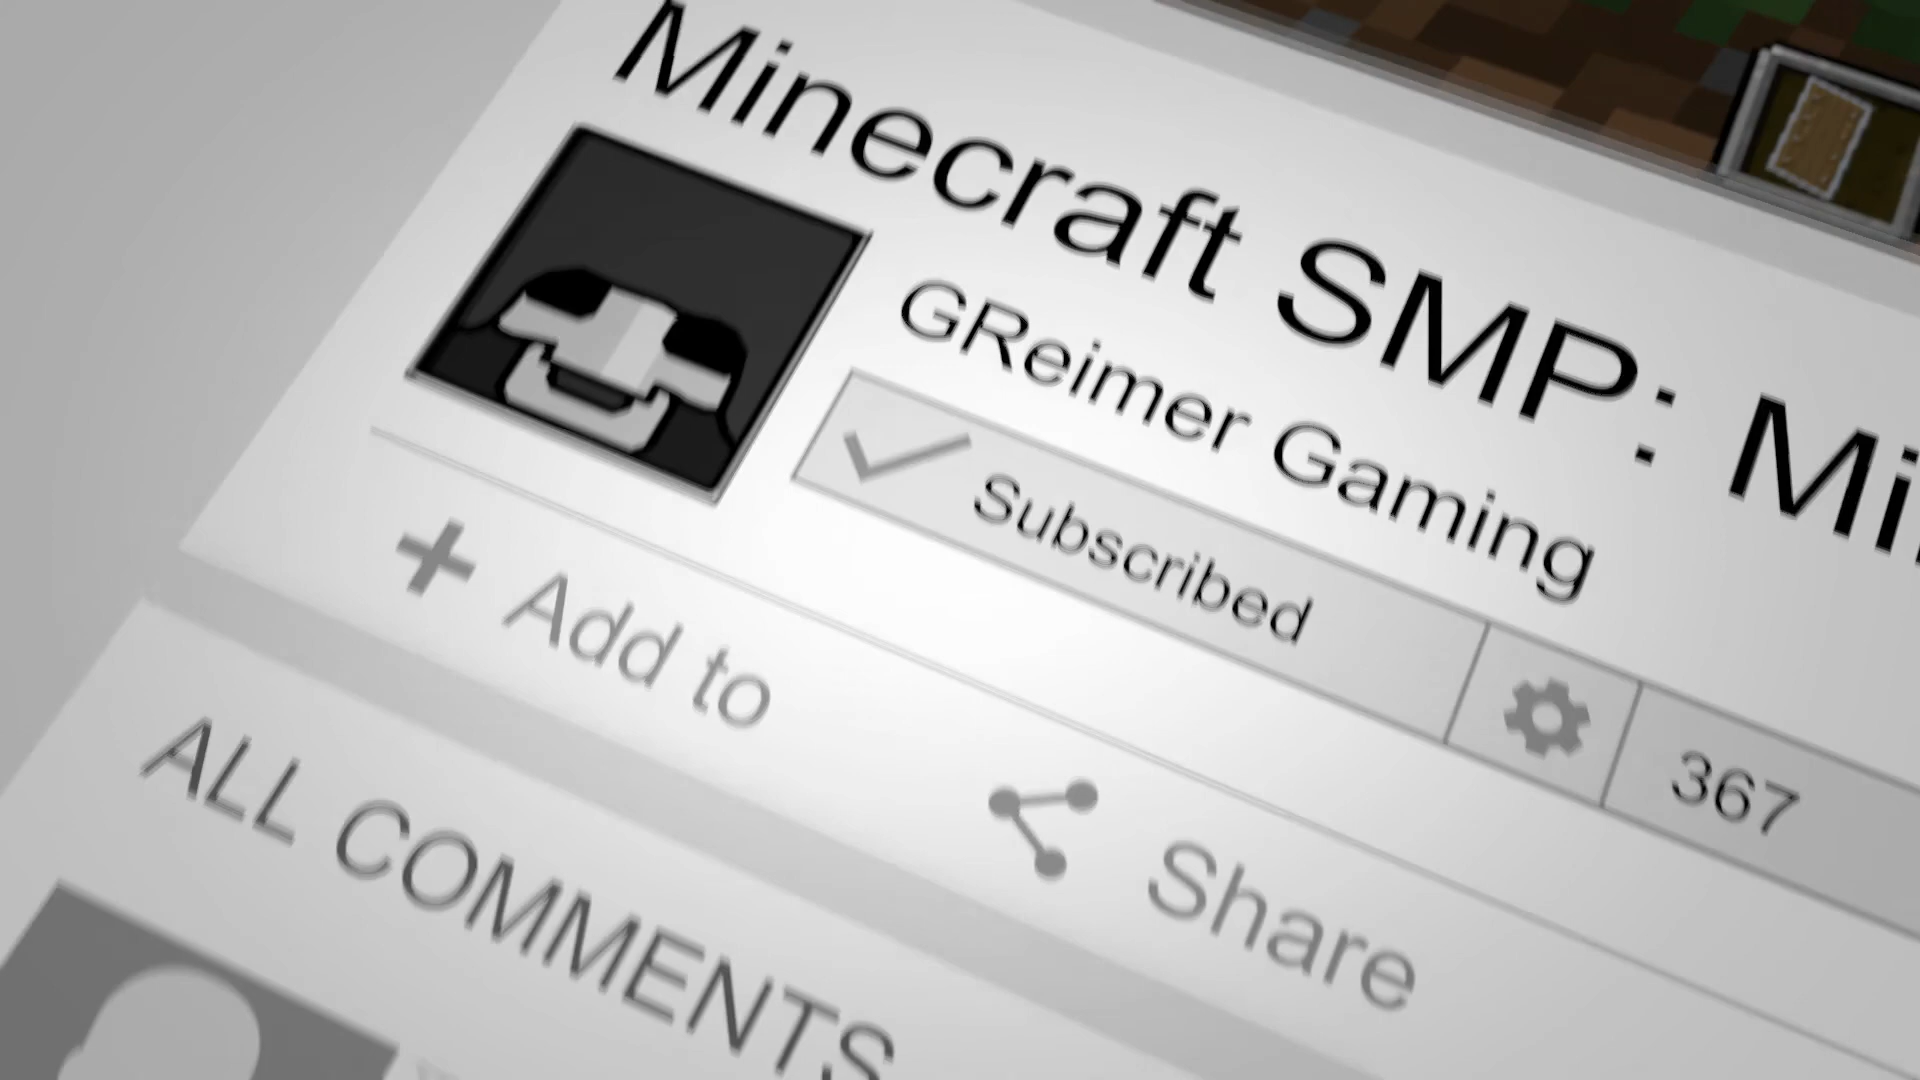 Minecraft SMP: Mi
GReimer Gaming
Subscribed
367
Add to
Share
ALL COMMENTS